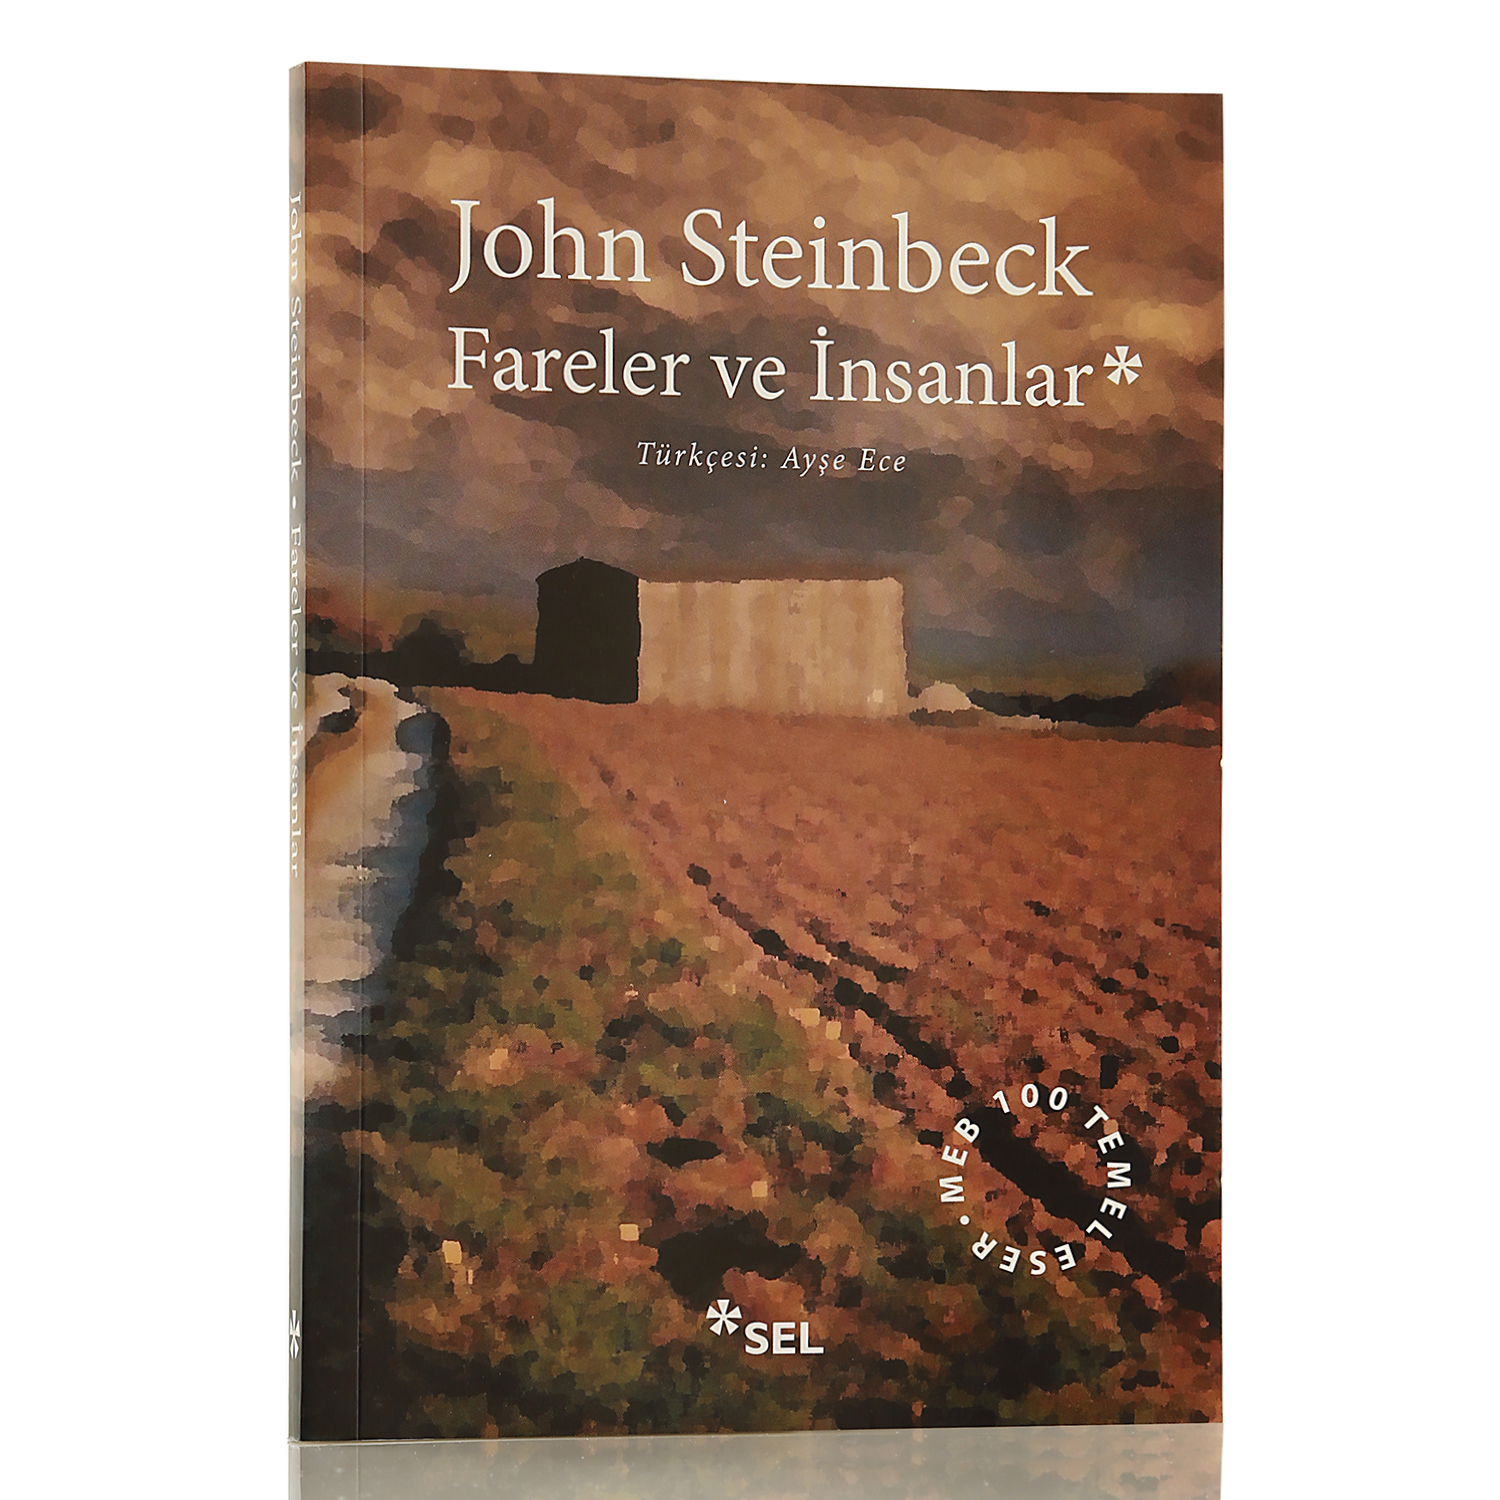 John Steinbeck
Fareler ve İnsanlar*
Türkçesi: Ayşe Ece
John Steinbeck • Fareler ve İnsanlar
MEB 100 TEMEL ESER •
*SEL